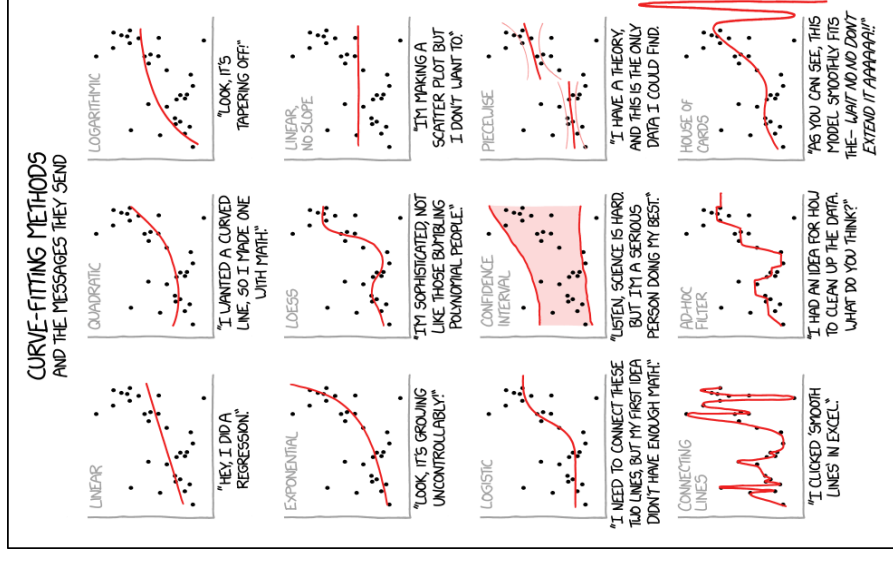 CURVE-FITTING METHODS
AND THE MESSAGES THEY SEND
LINEAR
"HEY, I DID A
REGRESSION."
QUADRATIC
"I WANTED A CURVED
LINE, SO I MADE ONE
WITH MATH."
LOGARITHMIC
"LOOK, IT'S
TAPERING OFF!"
EXPONENTIAL
"LOOK, IT'S GROWING
UNCONTROLLABLY!"
LOESS
"I'M SOPHISTICATED, NOT
LIKE THOSE BUMBLING
POLYNOMIAL PEOPLE."
LINEAR,
NO SLOPE
"I'M MAKING A
SCATTER PLOT BUT
I DON'T WANT TO."
LOGISTIC
"I NEED TO CONNECT THESE
TWO LINES, BUT MY FIRST IDEA
DIDN'T HAVE ENOUGH MATH."
CONFIDENCE
INTERVAL
"LISTEN, SCIENCE IS HARD.
BUT I'M A SERIOUS
PERSON DOING MY BEST."
PIECEWISE
"I HAVE A THEORY,
AND THIS IS THE ONLY
DATA I COULD FIND.
CONNECTING
LINES
"I CLICKED 'SMOOTH
LINES' IN EXCEL."
AD-HOC
FILTER
"I HAD AN IDEA FOR HOW
TO CLEAN UP THE DATA.
WHAT DO YOU THINK?"
HOUSE OF
CARDS
"AS YOU CAN SEE, THIS
MODEL SMOOTHLY FITS
THE- WAIT NO NO DON'T
EXTEND IT AAAAAA!!"